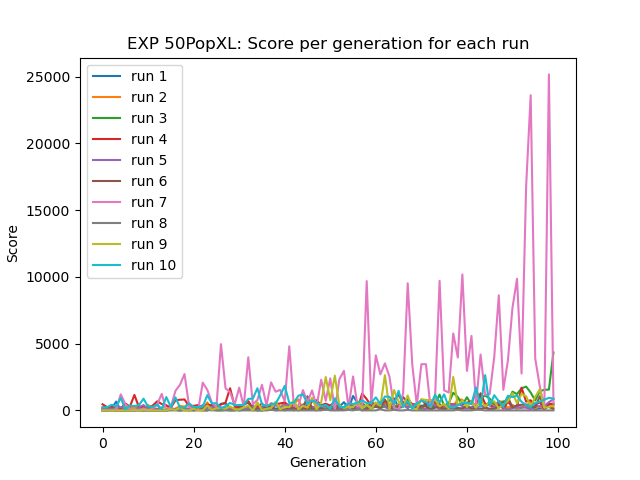 EXP 50PopXL: Score per generation for each run
25000
20000
15000
10000
5000
0
Score
run 1
run 2
run 3
run 4
run 5
run 6
run 7
run 8
run 9
run 10
0 20 40 60 80 100
Generation